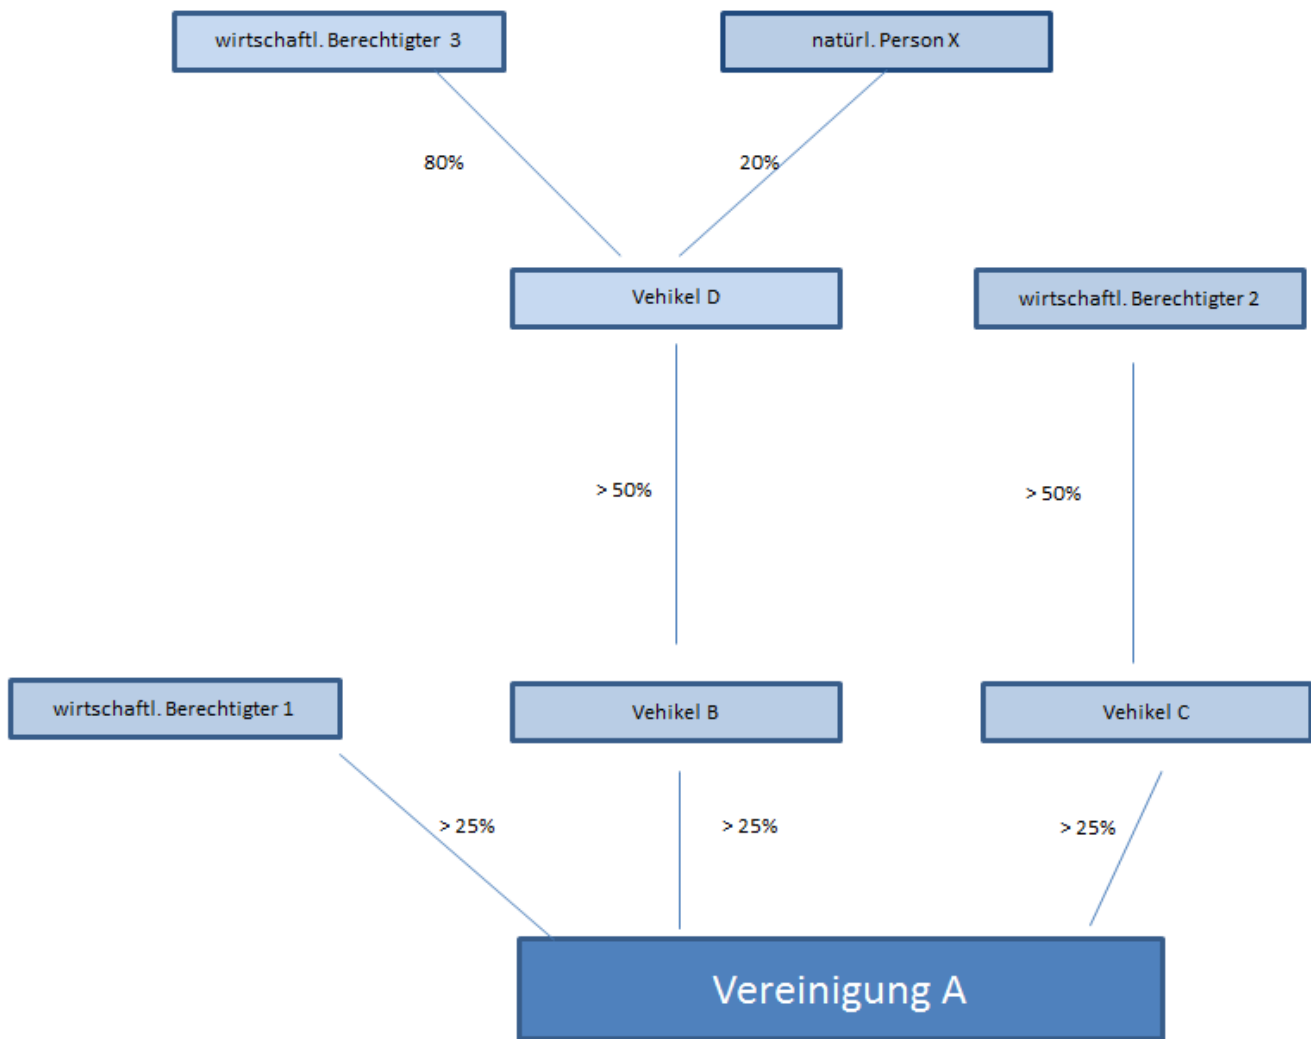 wirtschaftl. Berechtigter 3
natürl. Person X
80%
20%
Vehikel D
wirtschaftl. Berechtigter 2
> 50%
> 50%
wirtschaftl. Berechtigter 1
Vehikel B
Vehikel C
> 25%
> 25%
> 25%
Vereinigung A